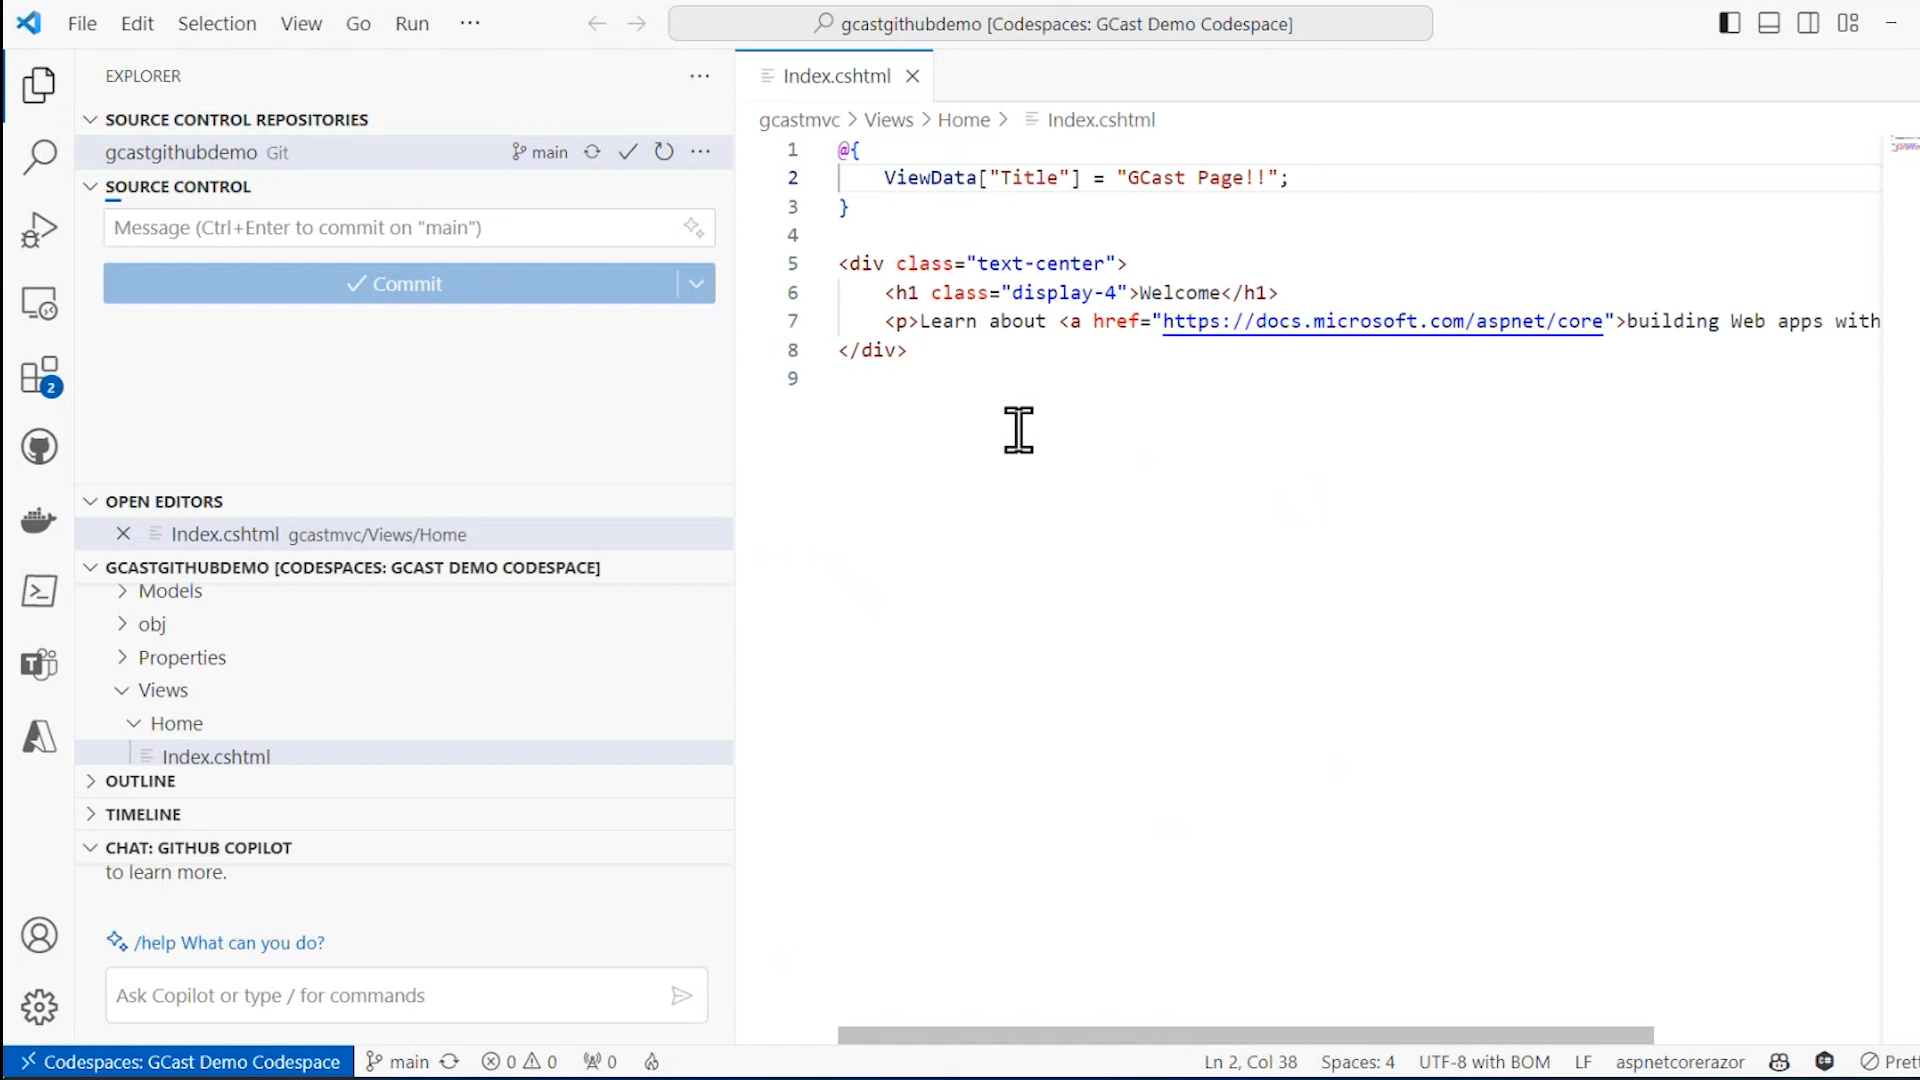 File Edit Selection View Go Run ···
gcastgithubdemo [Codespaces: GCast Demo Codespace]
EXPLORER
SOURCE CONTROL REPOSITORIES
gcastgithubdemo Git main
SOURCE CONTROL
Message (Ctrl+Enter to commit on "main")
Commit
2
OPEN EDITORS
Index.cshtml gcastmvc/Views/Home
GCASTGITHUBDEMO [CODESPACES: GCAST DEMO CODESPACE]
Models
obj
Properties
Views
Home
Index.cshtml
OUTLINE
TIMELINE
CHAT: GITHUB COPILOT
to learn more.
/help What can you do?
Ask Copilot or type / for commands
Index.cshtml
gcastmvc > Views > Home > Index.cshtml
1 @{
2 ViewData["Title"] = "GCast Page!!";
3 }
4
5 <div class="text-center">
6 <h1 class="display-4">Welcome</h1>
7 <p>Learn about <a href="https://docs.microsoft.com/aspnet/core">building Web apps with
8 </div>
9
Codespaces: GCast Demo Codespace main 0 0 0 Ln 2, Col 38 Spaces: 4 UTF-8 with BOM LF aspnetcorerazor Prett